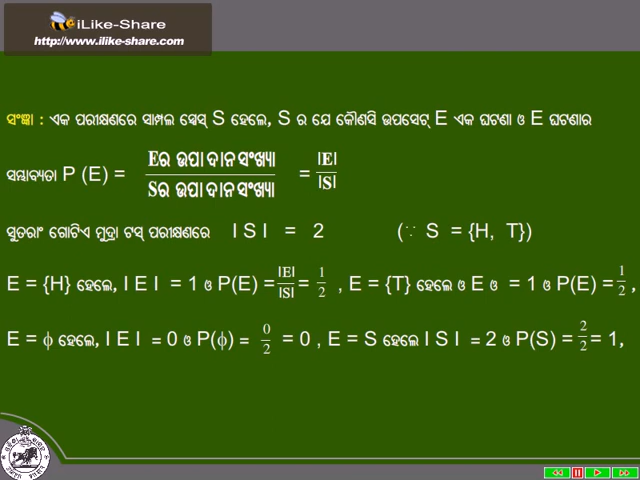 iLike-Share
http://www.ilike-share.com
ସଂଜ୍ଞା : ଏକ ପରୀକ୍ଷଣରେ ସାମ୍ପଲ ସ୍ପେସ୍ S ହେଲେ, S ର ଯେ କୌଣସି ଉପସେଟ୍ E ଏକ ଘଟଣା ଓ E ଘଟଣାର
ସମ୍ଭାବ୍ୟତା P (E) = Eର ଉପାଦାନସଂଖ୍ୟା / Sର ଉପାଦାନସଂଖ୍ୟା = |E| / |S|
ସୁତରାଂ ଗୋଟିଏ ମୁଦ୍ରା ଟସ୍ ପରୀକ୍ଷଣରେ I S I = 2 (∵ S = {H, T})
E = {H} ହେଲେ, I E I = 1 ଓ P(E) = |E| / |S| = 1/2 , E = {T} ହେଲେ ଓ E ଓ = 1 ଓ P(E) = 1/2 ,
E = ϕ ହେଲେ, I E I = 0 ଓ P(ϕ) = 0/2 = 0 , E = S ହେଲେ I S I = 2 ଓ P(S) = 2/2 = 1,